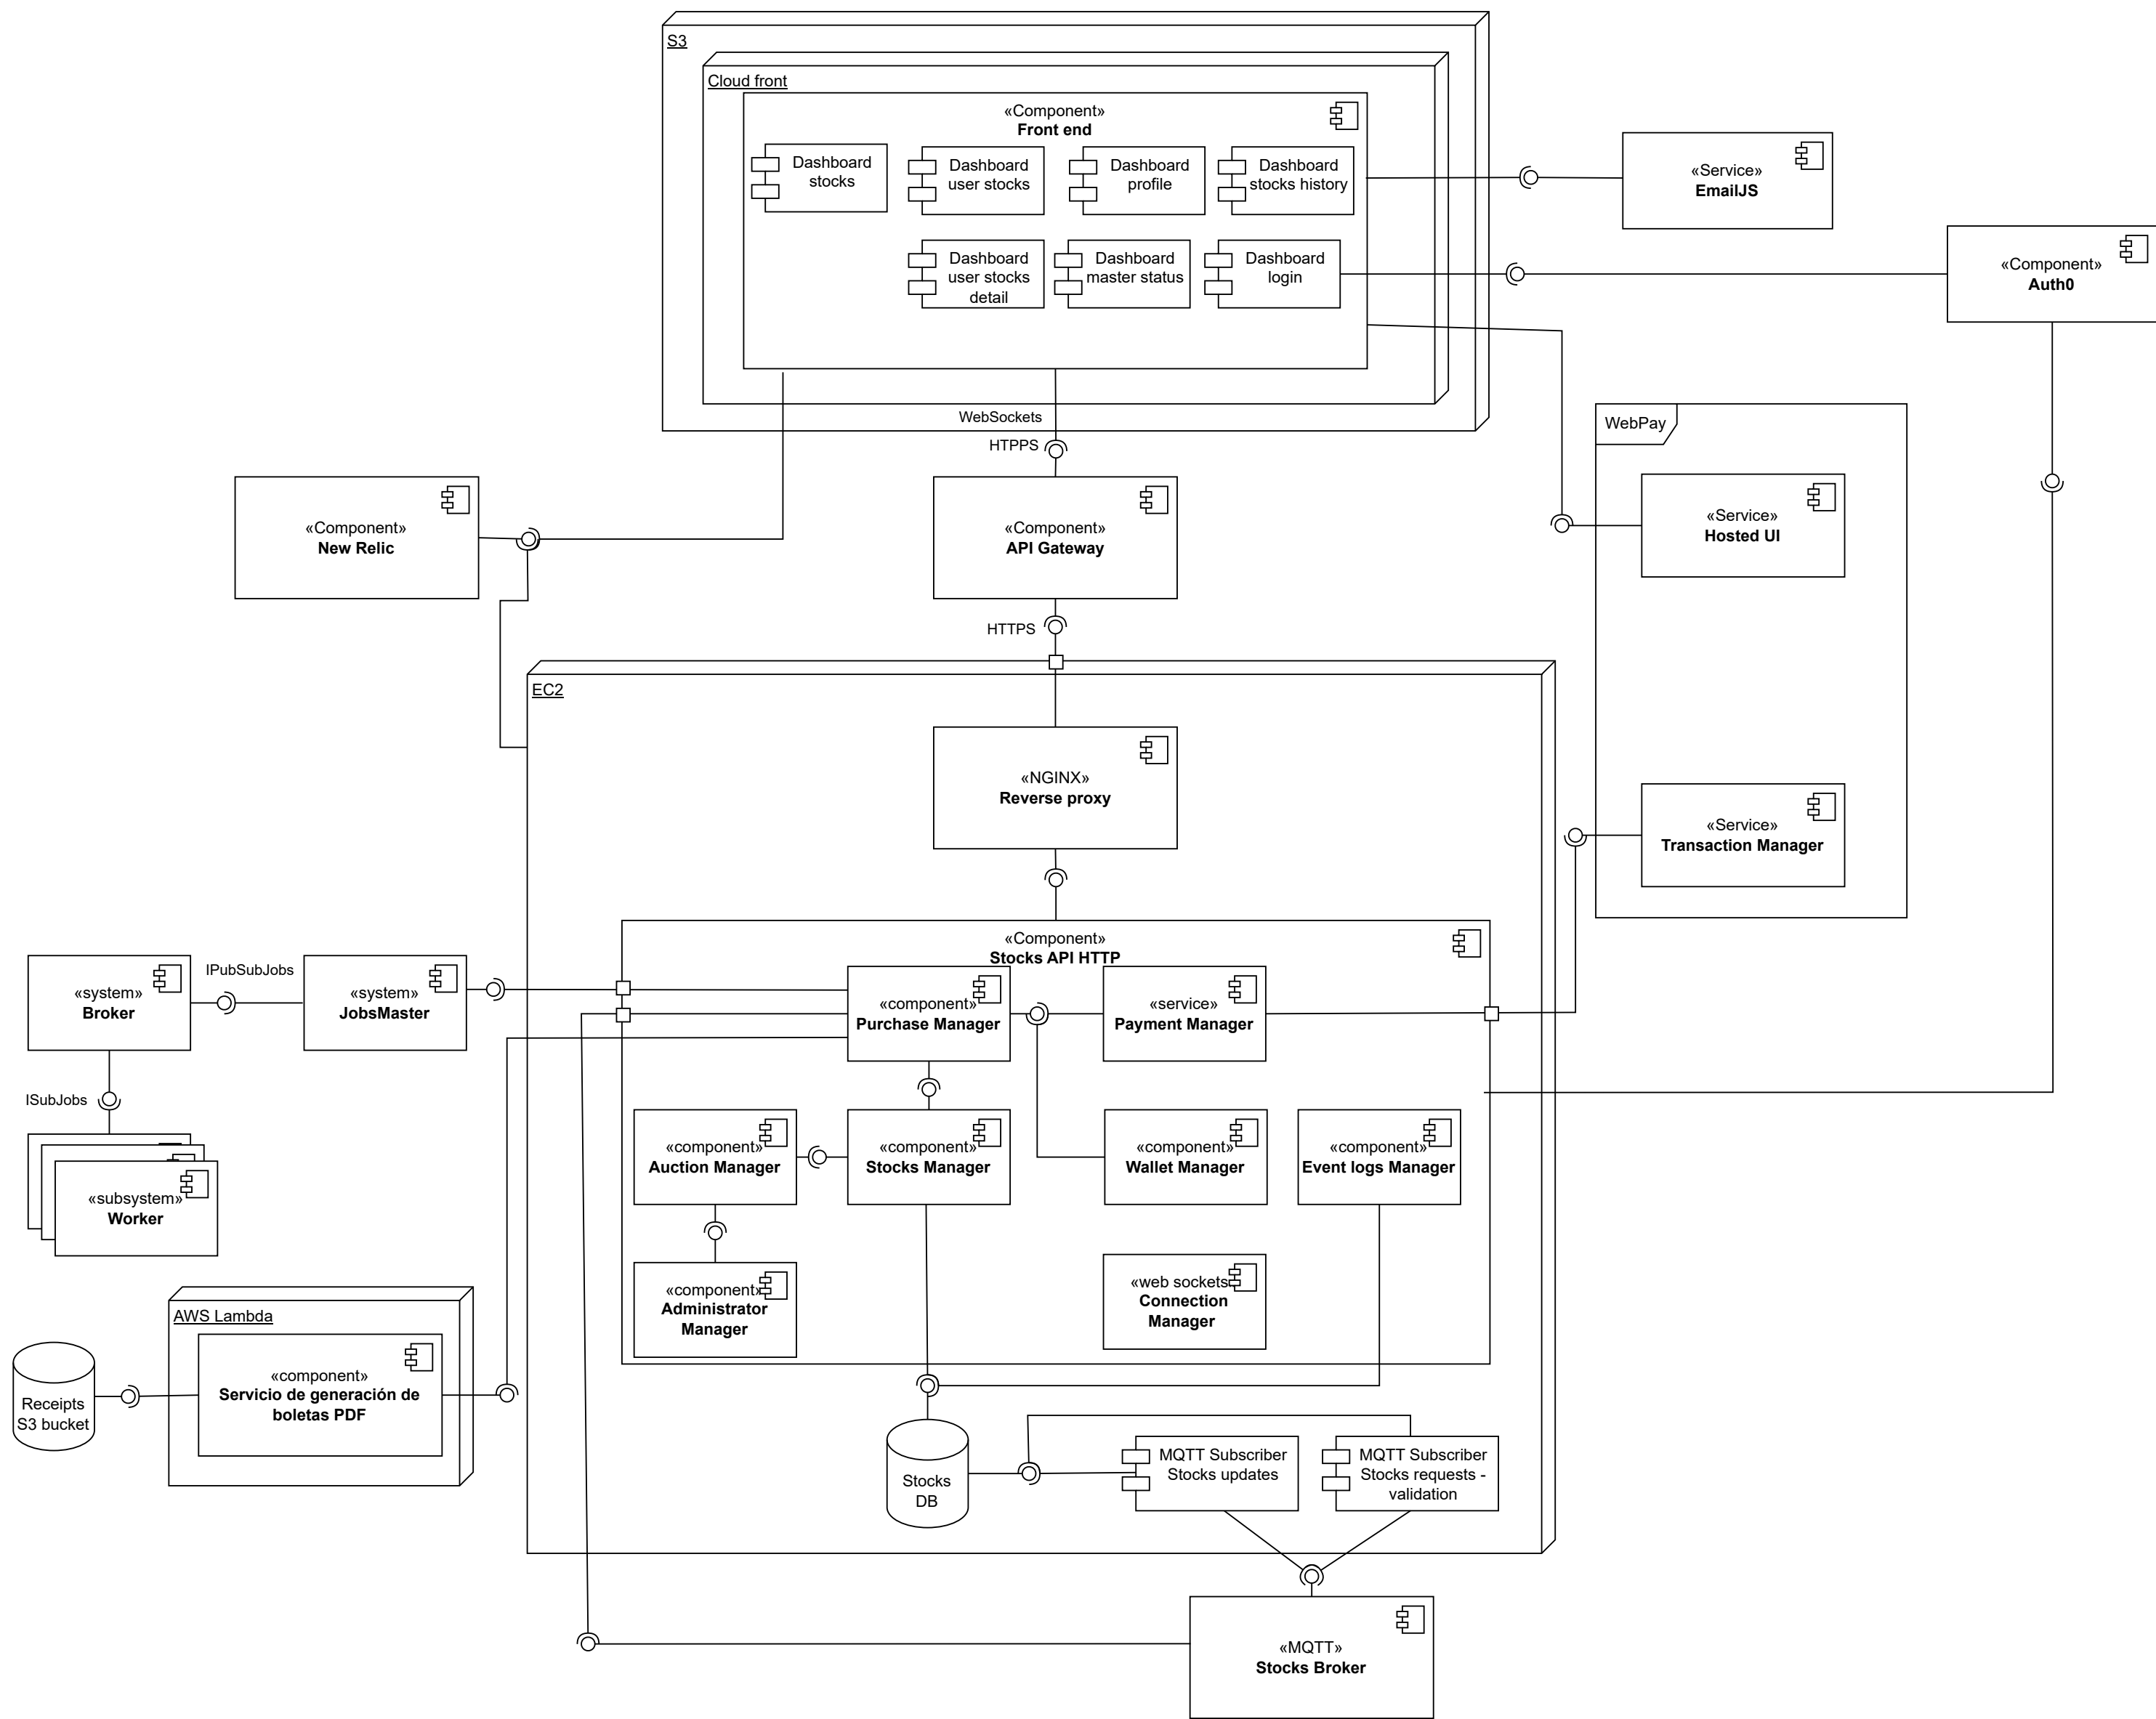 S3
Cloud front
«Component»
Front end
Dashboard
stocks
Dashboard
user stocks
Dashboard
profile
Dashboard
stocks history
Dashboard
user stocks
detail
Dashboard
master status
Dashboard
login
«Service»
EmailJS
«Component»
Auth0
WebSockets
HTPPS
WebPay
«Service»
Hosted UI
«Component»
New Relic
«Component»
API Gateway
HTTPS
EC2
«NGINX»
Reverse proxy
«Service»
Transaction Manager
«Component»
Stocks API HTTP
«system»
Broker
IPubSubJobs
«system»
JobsMaster
«component»
Purchase Manager
«service»
Payment Manager
ISubJobs
«subsystem»
Worker
«component»
Auction Manager
«component»
Stocks Manager
«component»
Wallet Manager
«component»
Event logs Manager
«component»
Administrator
Manager
«web sockets
Connection
Manager
AWS Lambda
«component»
Servicio de generación de
boletas PDF
Receipts
S3 bucket
Stocks
DB
MQTT Subscriber
Stocks updates
MQTT Subscriber
Stocks requests -
validation
«MQTT»
Stocks Broker